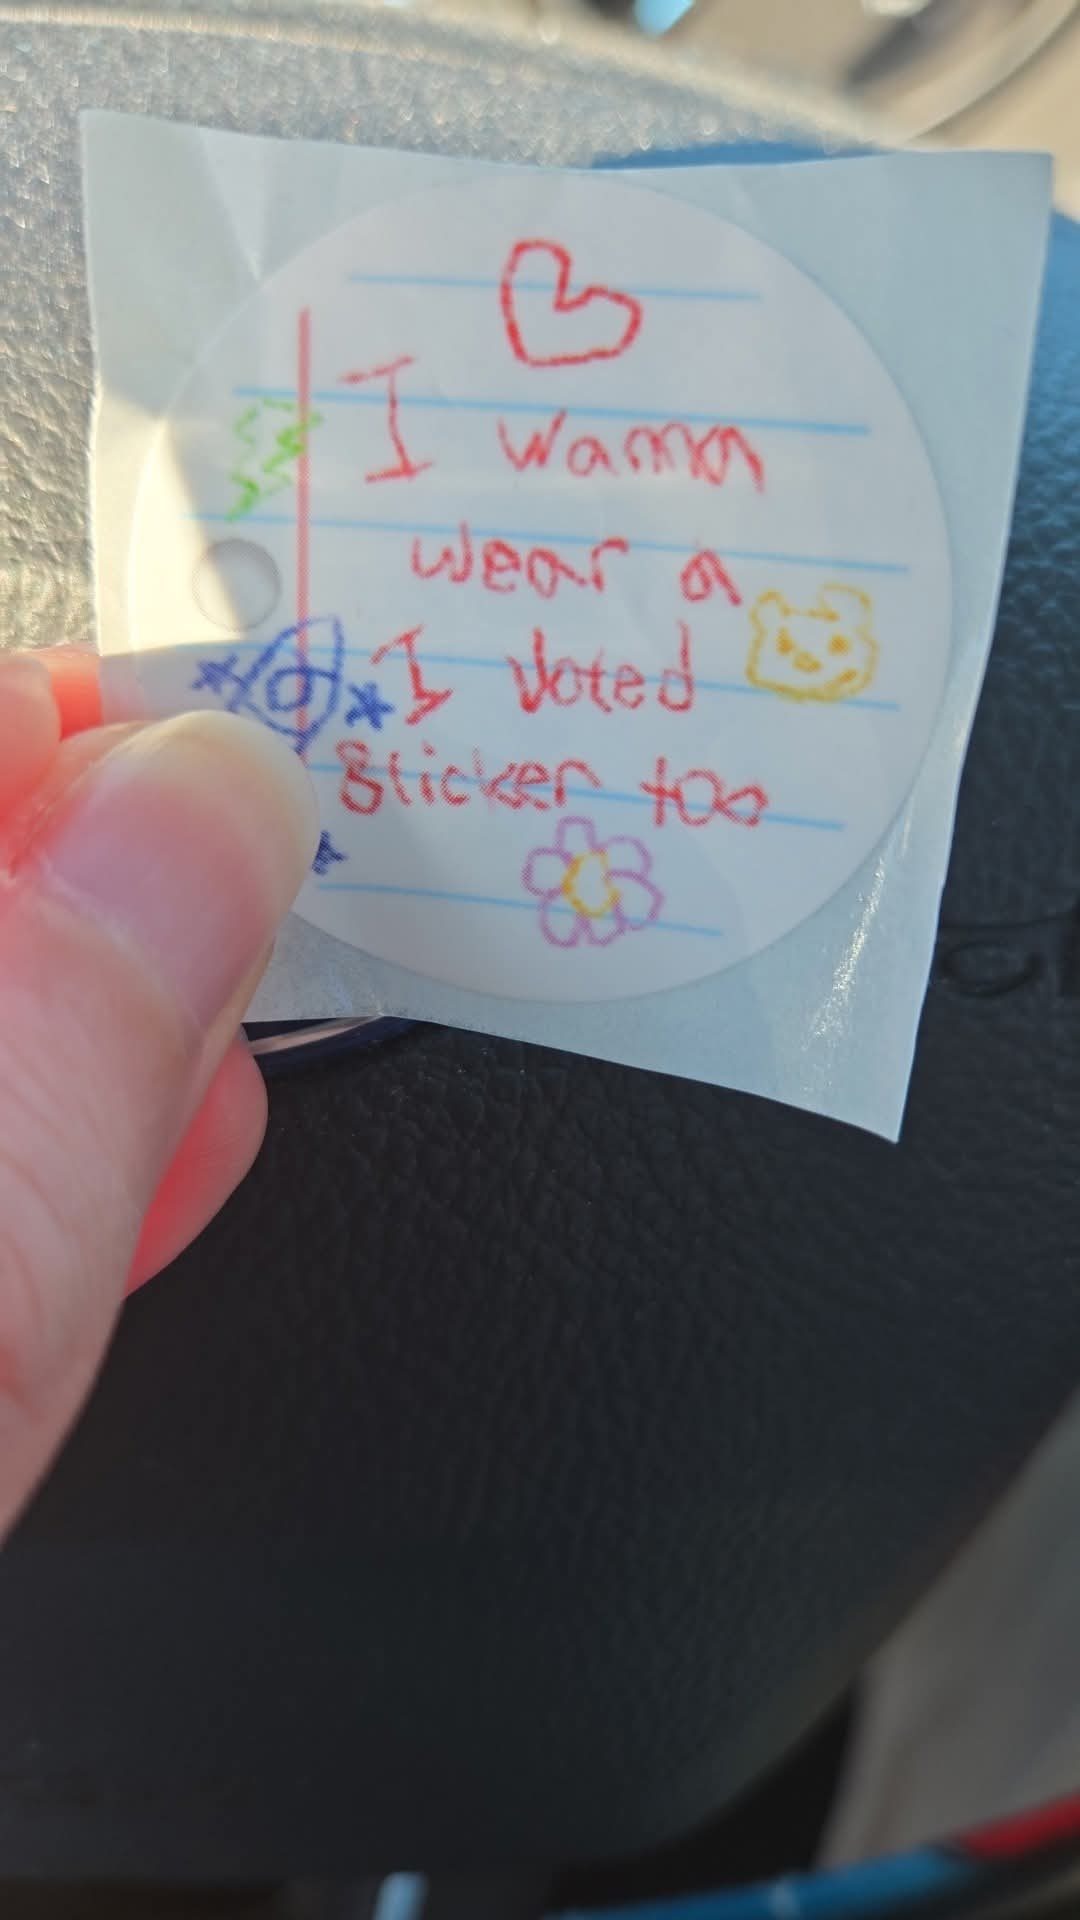 I wanna
wear a
I voted
Sticker too